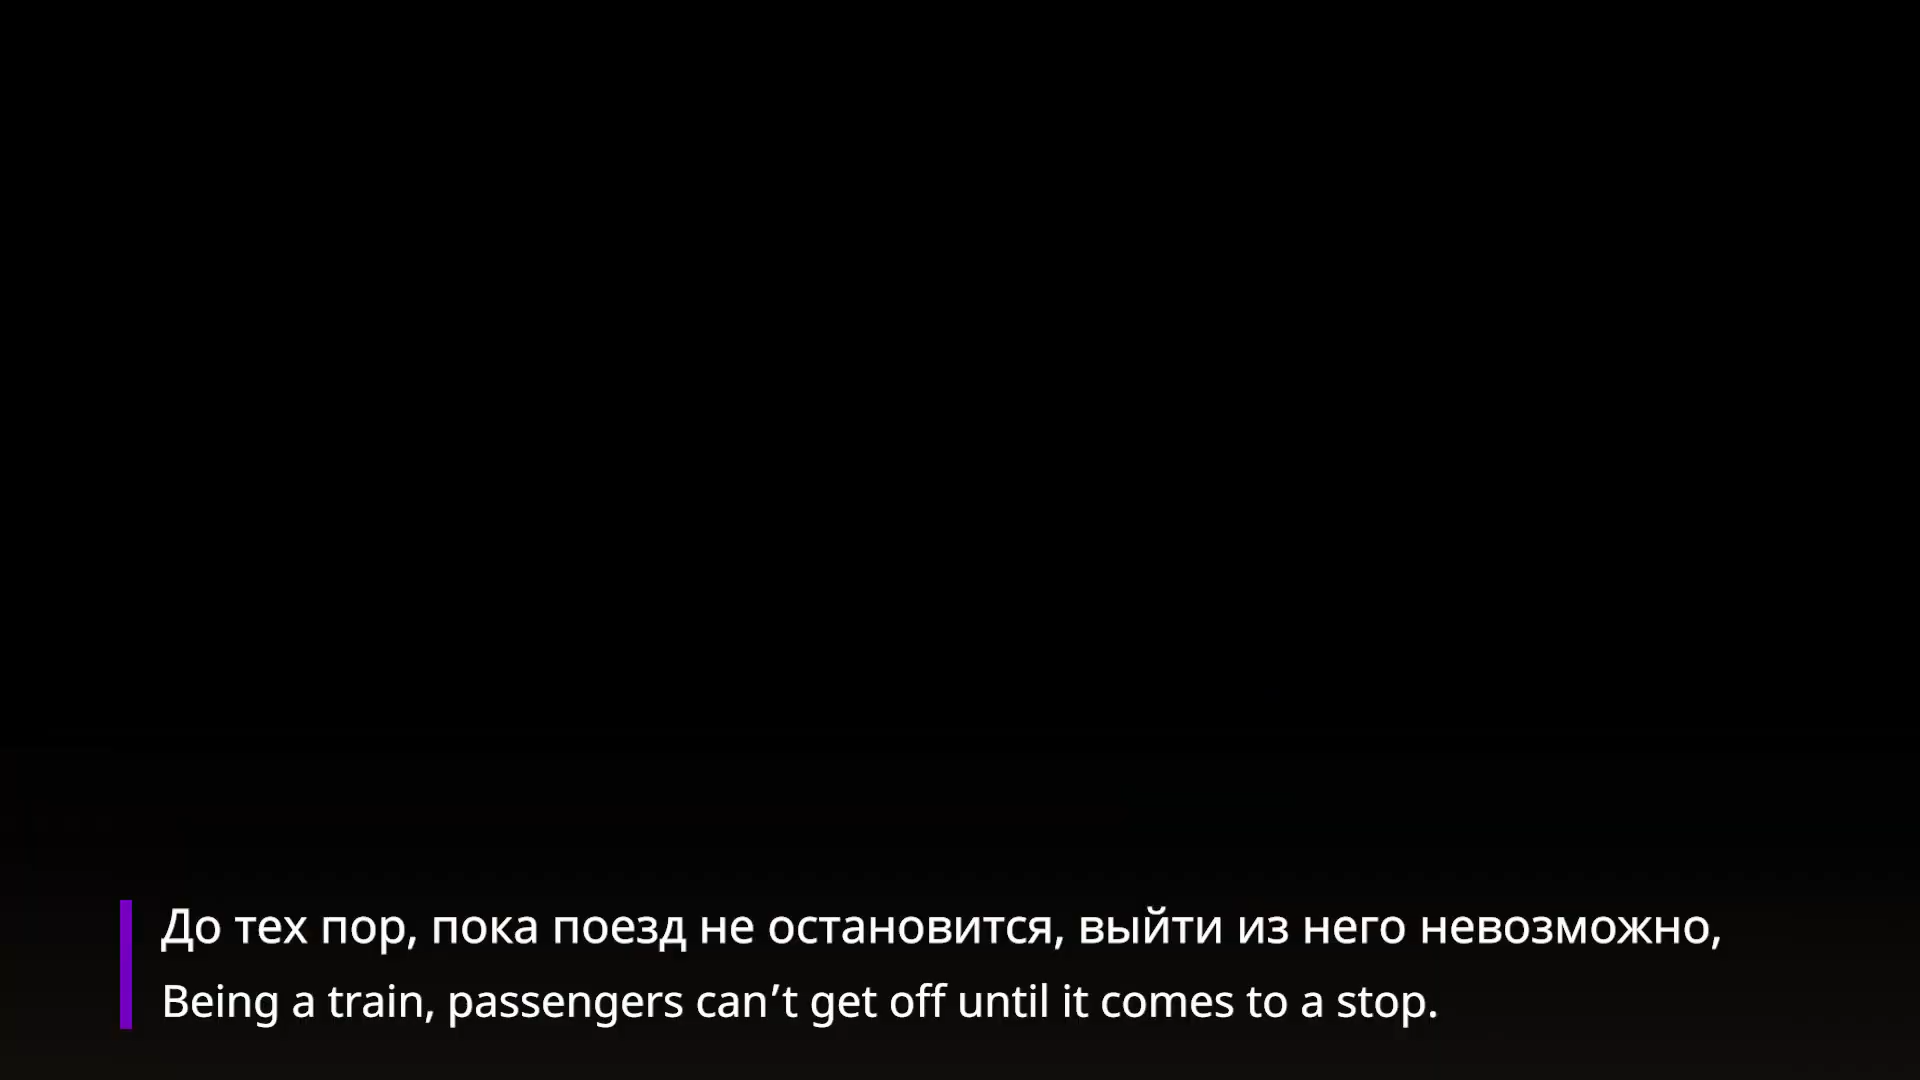 До тех пор, пока поезд не остановится, выйти из него невозможно,
Being a train, passengers can’t get off until it comes to a stop.